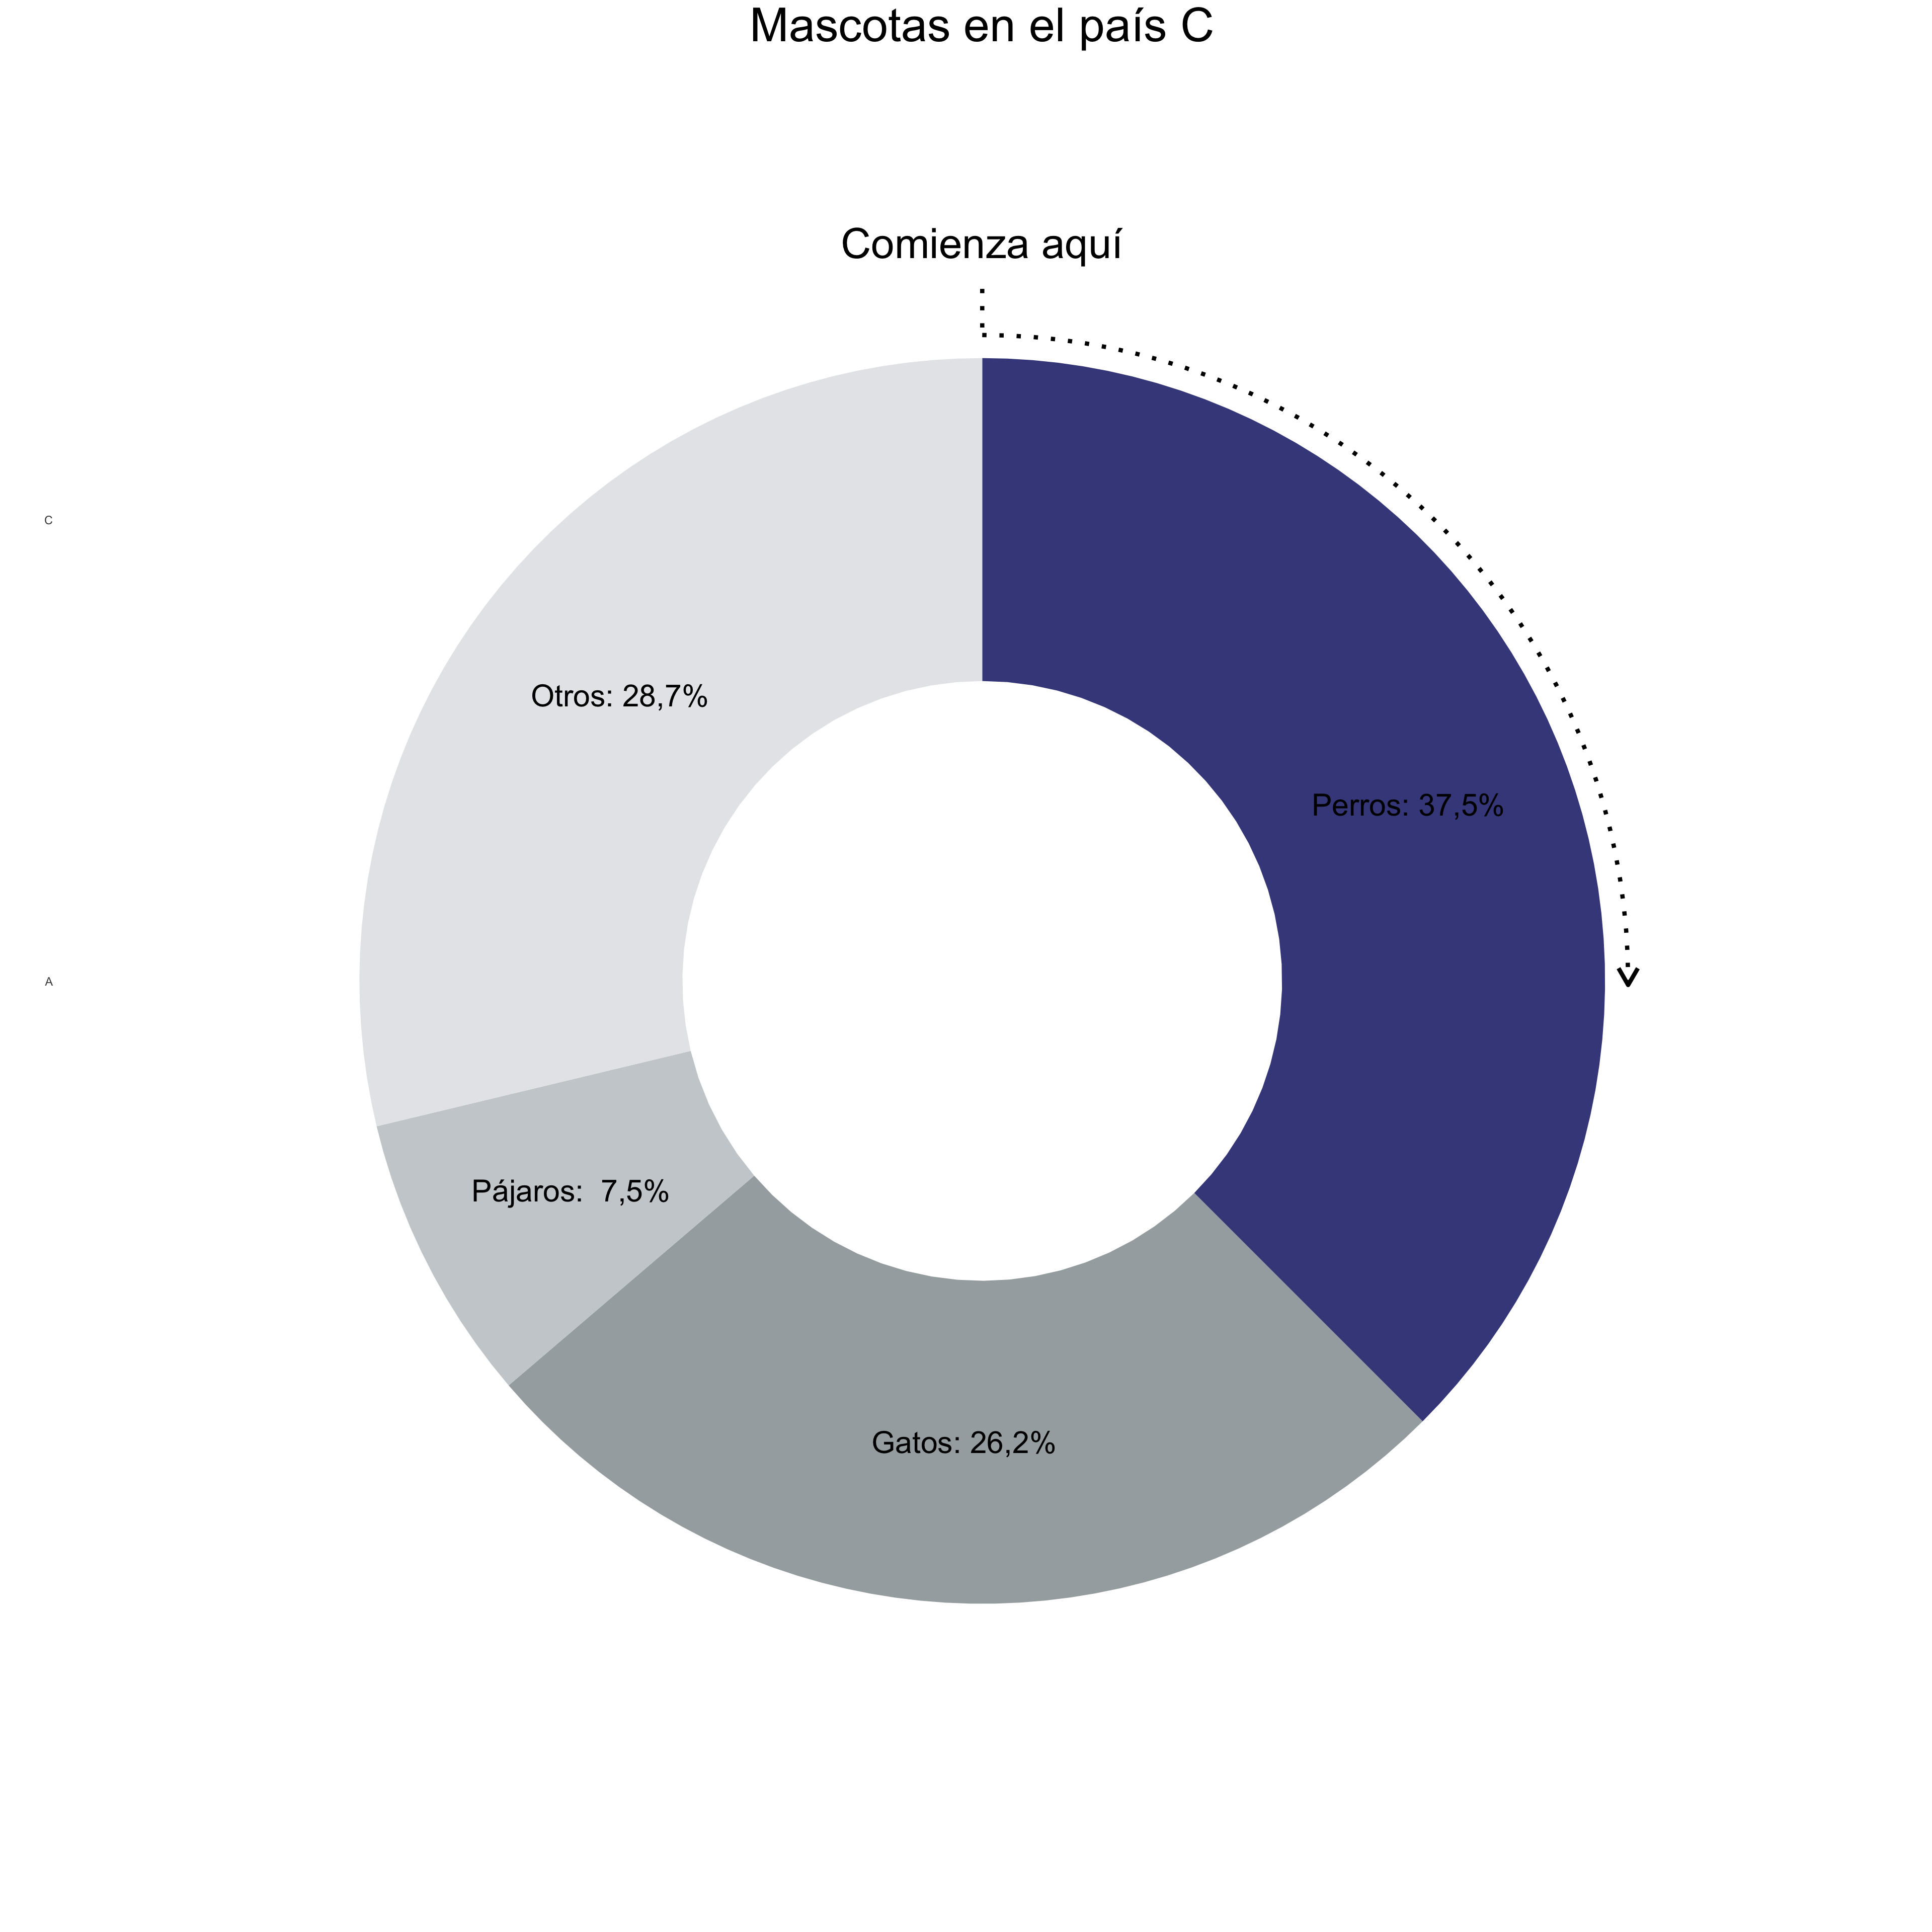 Mascotas en el país C
Comienza aquí
C
Otros: 28,7%
Perros: 37,5%
A
Pájaros:  7,5%
Gatos: 26,2%